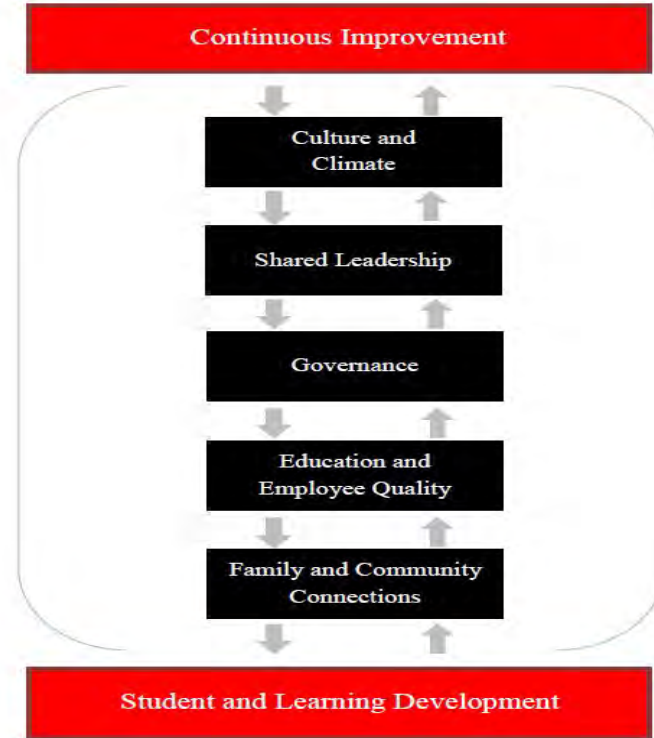 Continuous Improvement
Culture and
Climate
Shared Leadership
Governance
Education and
Employee Quality
Family and Community
Connections
Student and Learning Development